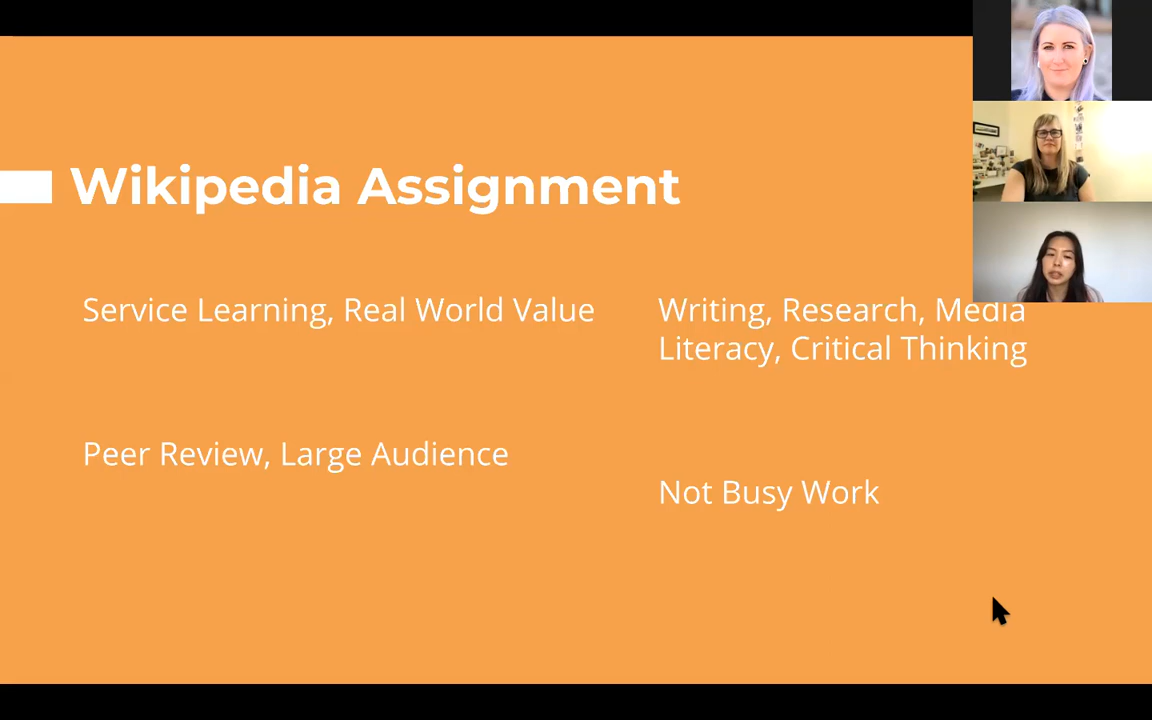 Wikipedia Assignment
Service Learning, Real World Value
Writing, Research, Media
Literacy, Critical Thinking
Peer Review, Large Audience
Not Busy Work